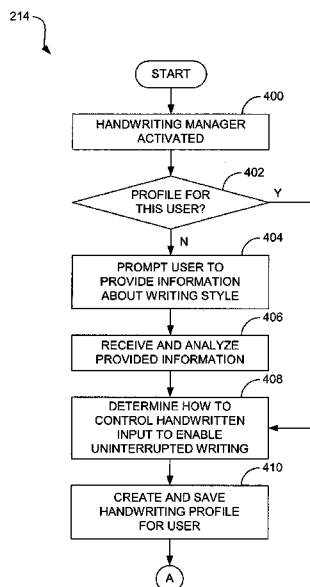 214
START
400
HANDWRITING MANAGER
ACTIVATED
402
PROFILE FOR
THIS USER?
Y
N
404
PROMPT USER TO
PROVIDE INFORMATION
ABOUT WRITING STYLE
406
RECEIVE AND ANALYZE
PROVIDED INFORMATION
408
DETERMINE HOW TO
CONTROL HANDWRITTEN
INPUT TO ENABLE
UNINTERRUPTED WRITING
410
CREATE AND SAVE
HANDWRITING PROFILE
FOR USER
A